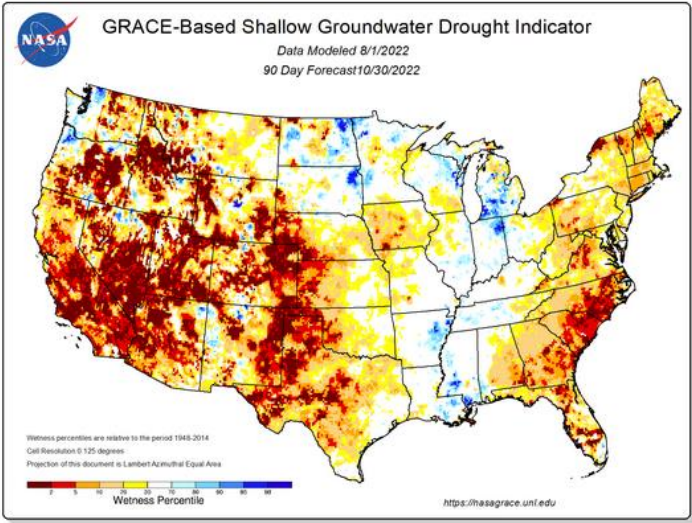 NASA
GRACE-Based Shallow Groundwater Drought Indicator
Data Modeled 8/1/2022
90 Day Forecast10/30/2022
Wetness percentiles are relative to the period 1948-2014
Cell Resolution 0.125 degrees
Projection of this document is Lambert Azimuthal Equal Area
2 5 10 20 30 70 80 90 95 98
Wetness Percentile
https://nasagrace.unl.edu